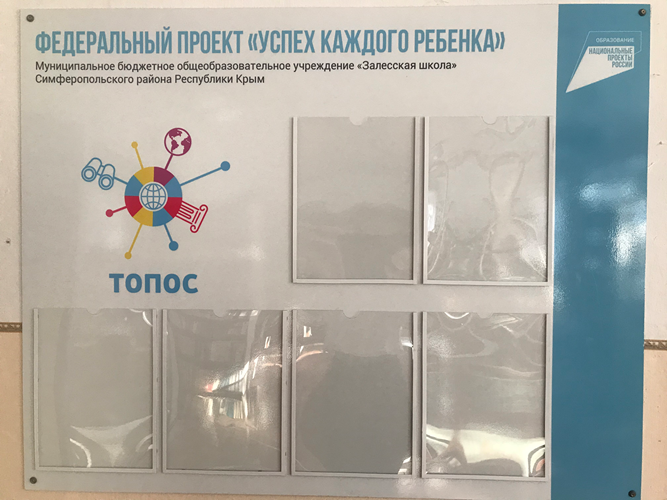 ФЕДЕРАЛЬНЫЙ ПРОЕКТ «УСПЕХ КАЖДОГО РЕБЕНКА»
Муниципальное бюджетное общеобразовательное учреждение «Залесская школа»
Симферопольского района Республики Крым
ОБРАЗОВАНИЕ
НАЦИОНАЛЬНЫЕ
ПРОЕКТЫ
РОССИИ
ТОПОС